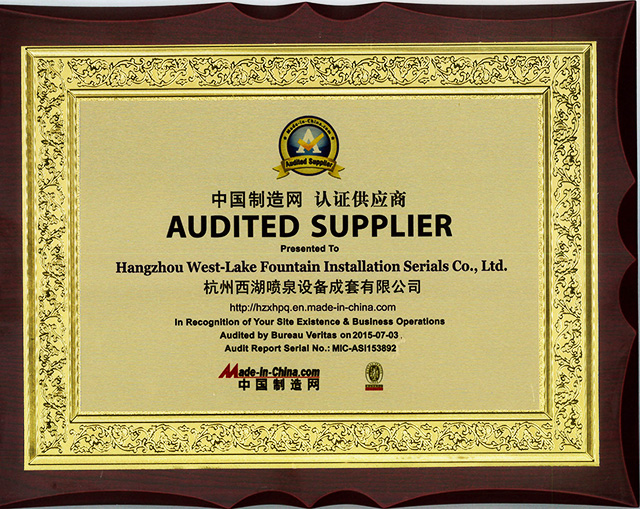 Made-in-China.com
Audited Supplier
中国制造网 认证供应商
AUDITED SUPPLIER
Presented To
Hangzhou West-Lake Fountain Installation Serials Co., Ltd.
杭州西湖喷泉设备成套有限公司
http://hzxhpq.en.made-in-china.com
In Recognition of Your Site Existence & Business Operations
Audited by Bureau Veritas on 2015-07-03 .
Audit Report Serial No.: MIC-ASI153892
Made-in-China.com
中国制造网